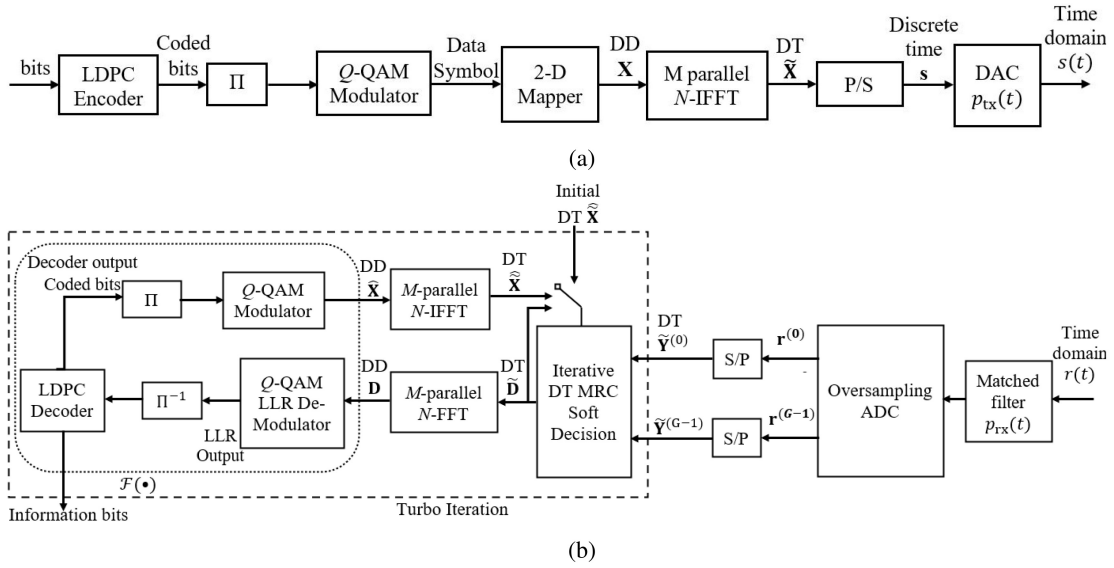 bits
LDPC
Encoder
Coded
bits
Π
Q-QAM
Modulator
Data
Symbol
2-D
Mapper
DD
X
M parallel
N-IFFT
DT
X̃
P/S
Discrete
time
s
DAC
p_tx(t)
Time
domain
s(t)
(a)
Initial
DT X̃̂
Decoder output
Coded bits
Π
Q-QAM
Modulator
DD
X̂
M-parallel
N-IFFT
DT
X̃̂
LDPC
Decoder
Π⁻¹
Q-QAM
LLR De-
Modulator
LLR
Output
DD
D
M-parallel
N-FFT
DT
D̃
Iterative
DT MRC
Soft
Decision
DT
Ỹ^(0)
S/P
r^(0)
Ỹ^(G−1)
S/P
r^(G−1)
Oversampling
ADC
Matched
filter
p_rx(t)
Time
domain
r(t)
ℱ(•)
Information bits
Turbo Iteration
(b)